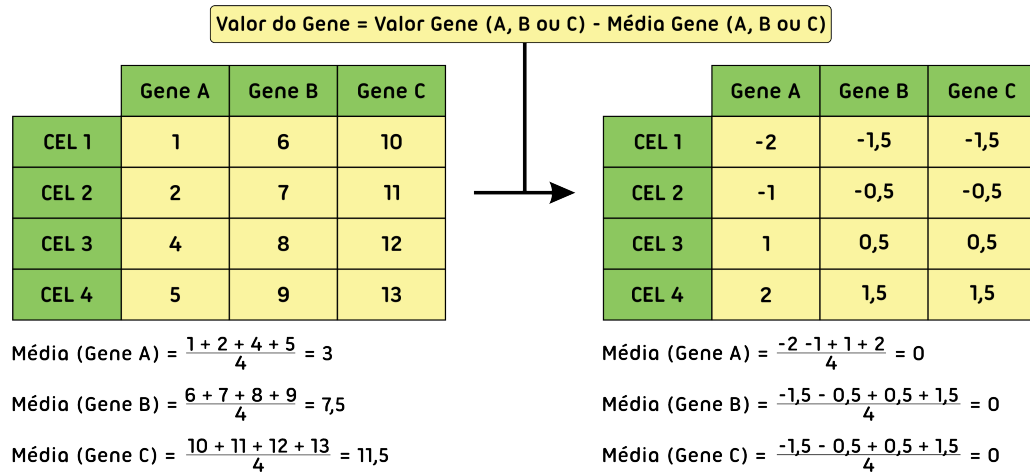 Valor do Gene = Valor Gene (A, B ou C) - Média Gene (A, B ou C)
Gene A Gene B Gene C
CEL 1 1 6 10
CEL 2 2 7 11
CEL 3 4 8 12
CEL 4 5 9 13
Média (Gene A) = 1 + 2 + 4 + 5 / 4 = 3
Média (Gene B) = 6 + 7 + 8 + 9 / 4 = 7,5
Média (Gene C) = 10 + 11 + 12 + 13 / 4 = 11,5
Gene A Gene B Gene C
CEL 1 -2 -1,5 -1,5
CEL 2 -1 -0,5 -0,5
CEL 3 1 0,5 0,5
CEL 4 2 1,5 1,5
Média (Gene A) = -2 -1 + 1 + 2 / 4 = 0
Média (Gene B) = -1,5 - 0,5 + 0,5 + 1,5 / 4 = 0
Média (Gene C) = -1,5 - 0,5 + 0,5 + 1,5 / 4 = 0